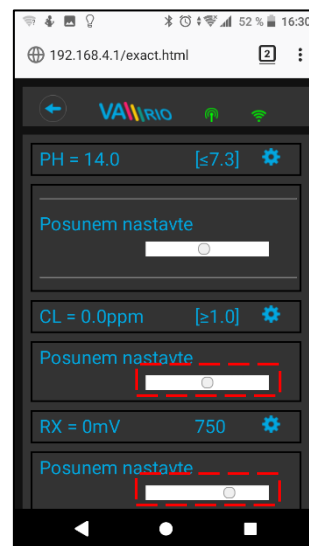 52 % 16:30
192.168.4.1/exact.html 2
VARIO
PH = 14.0 [≤7.3]
Posunem nastavte
CL = 0.0ppm [≥1.0]
Posunem nastavte
RX = 0mV 750
Posunem nastavte